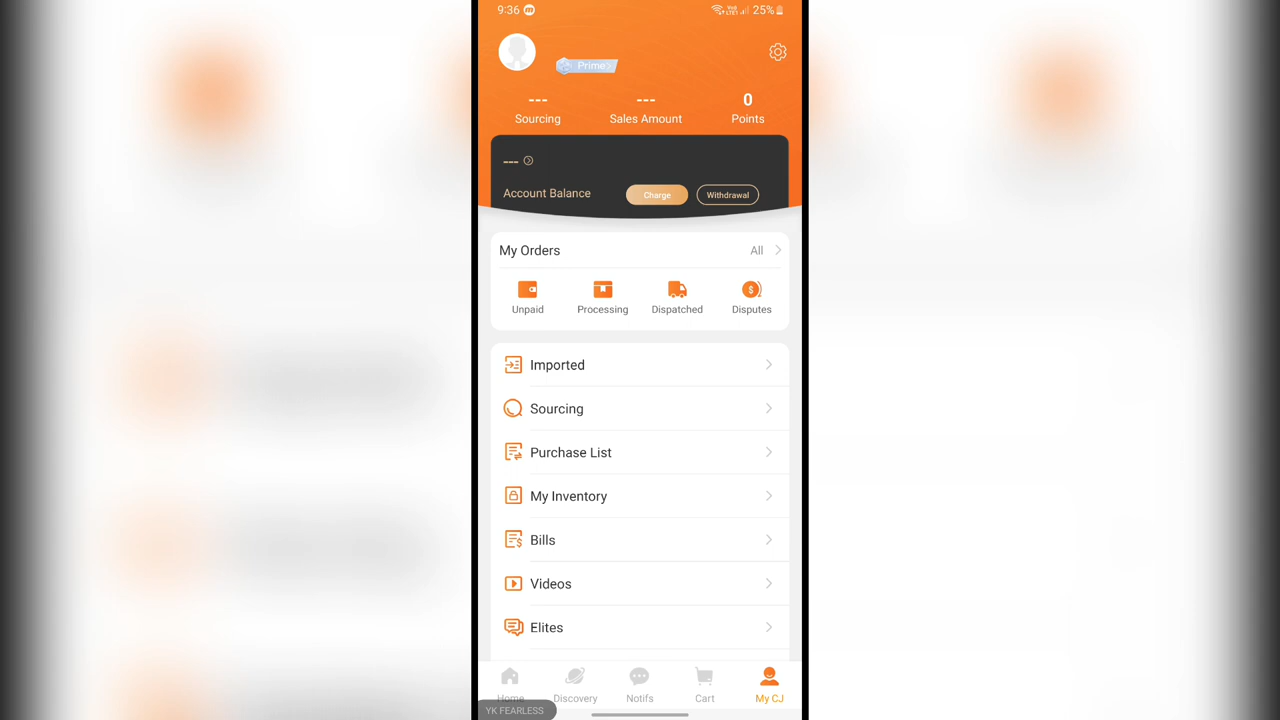 9:36 25%
Prime>
--- --- 0
Sourcing Sales Amount Points
---
Account Balance Charge Withdrawal
My Orders All
Unpaid Processing Dispatched Disputes
Imported
Sourcing
Purchase List
My Inventory
Bills
Videos
Elites
Home Discovery Notifs Cart My CJ
YK FEARLESS